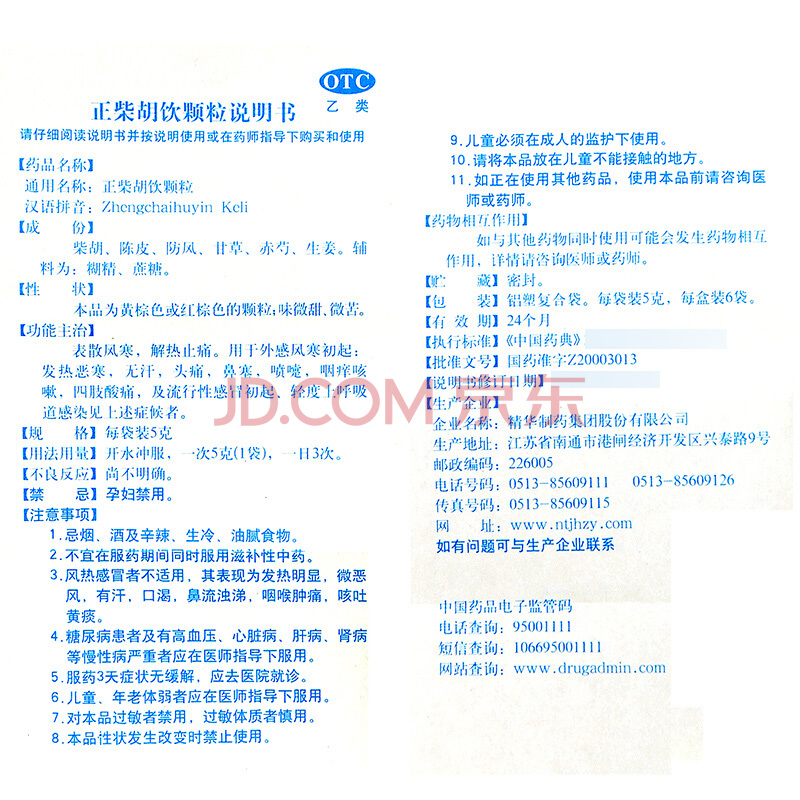 OTC
乙 类
正柴胡饮颗粒说明书
请仔细阅读说明书并按说明使用或在药师指导下购买和使用
【药品名称】
通用名称：正柴胡饮颗粒
汉语拼音：Zhengchaihuyin Keli
【成 份】
柴胡、陈皮、防风、甘草、赤芍、生姜。辅
料为：糊精、蔗糖。
【性 状】
本品为黄棕色或红棕色的颗粒；味微甜、微苦。
【功能主治】
表散风寒，解热止痛。用于外感风寒初起：
发热恶寒，无汗，头痛，鼻塞，喷嚏，咽痒咳
嗽，四肢酸痛，及流行性感冒初起、轻度上呼吸
道感染见上述症候者。
【规 格】每袋装5克
【用法用量】开水冲服，一次5克(1袋)，一日3次。
【不良反应】尚不明确。
【禁 忌】孕妇禁用。
【注意事项】
1.忌烟、酒及辛辣、生冷、油腻食物。
2.不宜在服药期间同时服用滋补性中药。
3.风热感冒者不适用，其表现为发热明显，微恶
风，有汗，口渴，鼻流浊涕，咽喉肿痛，咳吐
黄痰。
4.糖尿病患者及有高血压、心脏病、肝病、肾病
等慢性病严重者应在医师指导下服用。
5.服药3天症状无缓解，应去医院就诊。
6.儿童、年老体弱者应在医师指导下服用。
7.对本品过敏者禁用，过敏体质者慎用。
8.本品性状发生改变时禁止使用。
9.儿童必须在成人的监护下使用。
10.请将本品放在儿童不能接触的地方。
11.如正在使用其他药品，使用本品前请咨询医
师或药师。
【药物相互作用】
如与其他药物同时使用可能会发生药物相互
作用，详情请咨询医师或药师。
【贮 藏】密封。
【包 装】铝塑复合袋。每袋装5克，每盒装6袋。
【有 效 期】24个月
【执行标准】《中国药典》
【批准文号】国药准字Z20003013
【说明书修订日期】
【生产企业】
企业名称：精华制药集团股份有限公司
生产地址：江苏省南通市港闸经济开发区兴泰路9号
邮政编码：226005
电话号码：0513-85609111 0513-85609126
传真号码：0513-85609115
网 址：www.ntjhzy.com
如有问题可与生产企业联系
中国药品电子监管码
电话查询：95001111
短信查询：106695001111
网站查询：www.drugadmin.com
JD.COM 京东